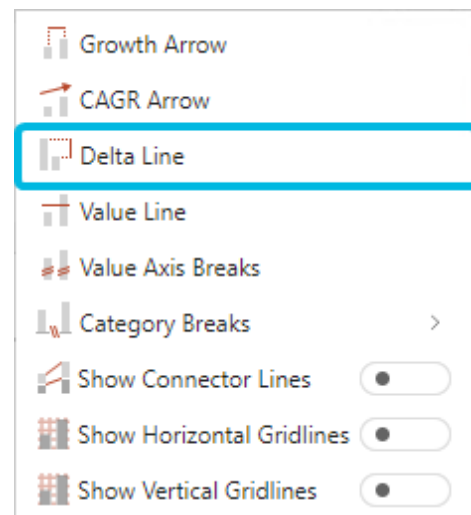 Growth Arrow
CAGR Arrow
Delta Line
Value Line
Value Axis Breaks
Category Breaks
Show Connector Lines
Show Horizontal Gridlines
Show Vertical Gridlines